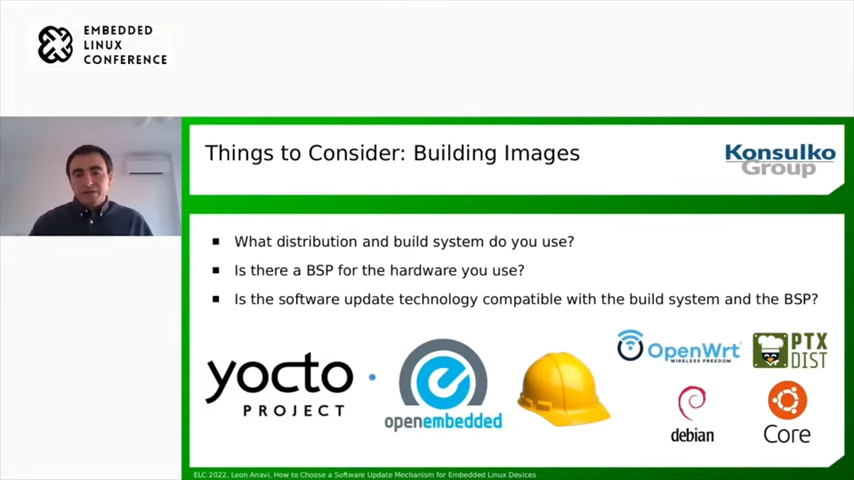 EMBEDDED
LINUX
CONFERENCE
Things to Consider: Building Images
Konsulko
Group
What distribution and build system do you use?
Is there a BSP for the hardware you use?
Is the software update technology compatible with the build system and the BSP?
yocto
PROJECT
openembedded
OpenWrt
WIRELESS FREEDOM
PTX
DIST
debian
Core
ELC 2022, Leon Anavi, How to Choose a Software Update Mechanism for Embedded Linux Devices